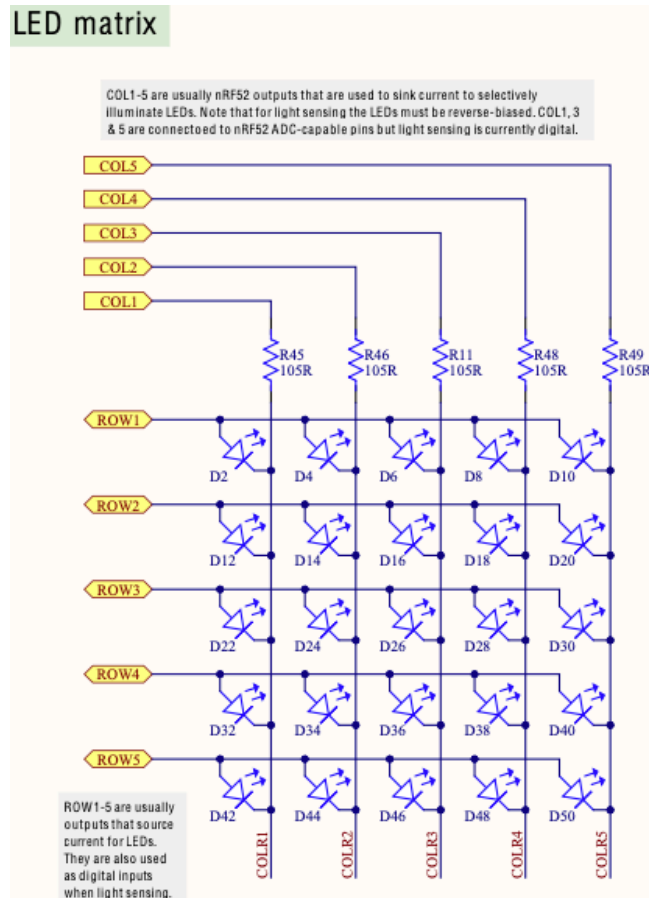 LED matrix
COL1-5 are usually nRF52 outputs that are used to sink current to selectively
illuminate LEDs. Note that for light sensing the LEDs must be reverse-biased. COL1, 3
& 5 are connectoed to nRF52 ADC-capable pins but light sensing is currently digital.
COL5
COL4
COL3
COL2
COL1
R45 R46 R11 R48 R49
105R 105R 105R 105R 105R
ROW1
D2 D4 D6 D8 D10
ROW2
D12 D14 D16 D18 D20
ROW3
D22 D24 D26 D28 D30
ROW4
D32 D34 D36 D38 D40
ROW5
D42 D44 D46 D48 D50
COLR1 COLR2 COLR3 COLR4 COLR5
ROW1-5 are usually
outputs that source
current for LEDs.
They are also used
as digital inputs
when light sensing.